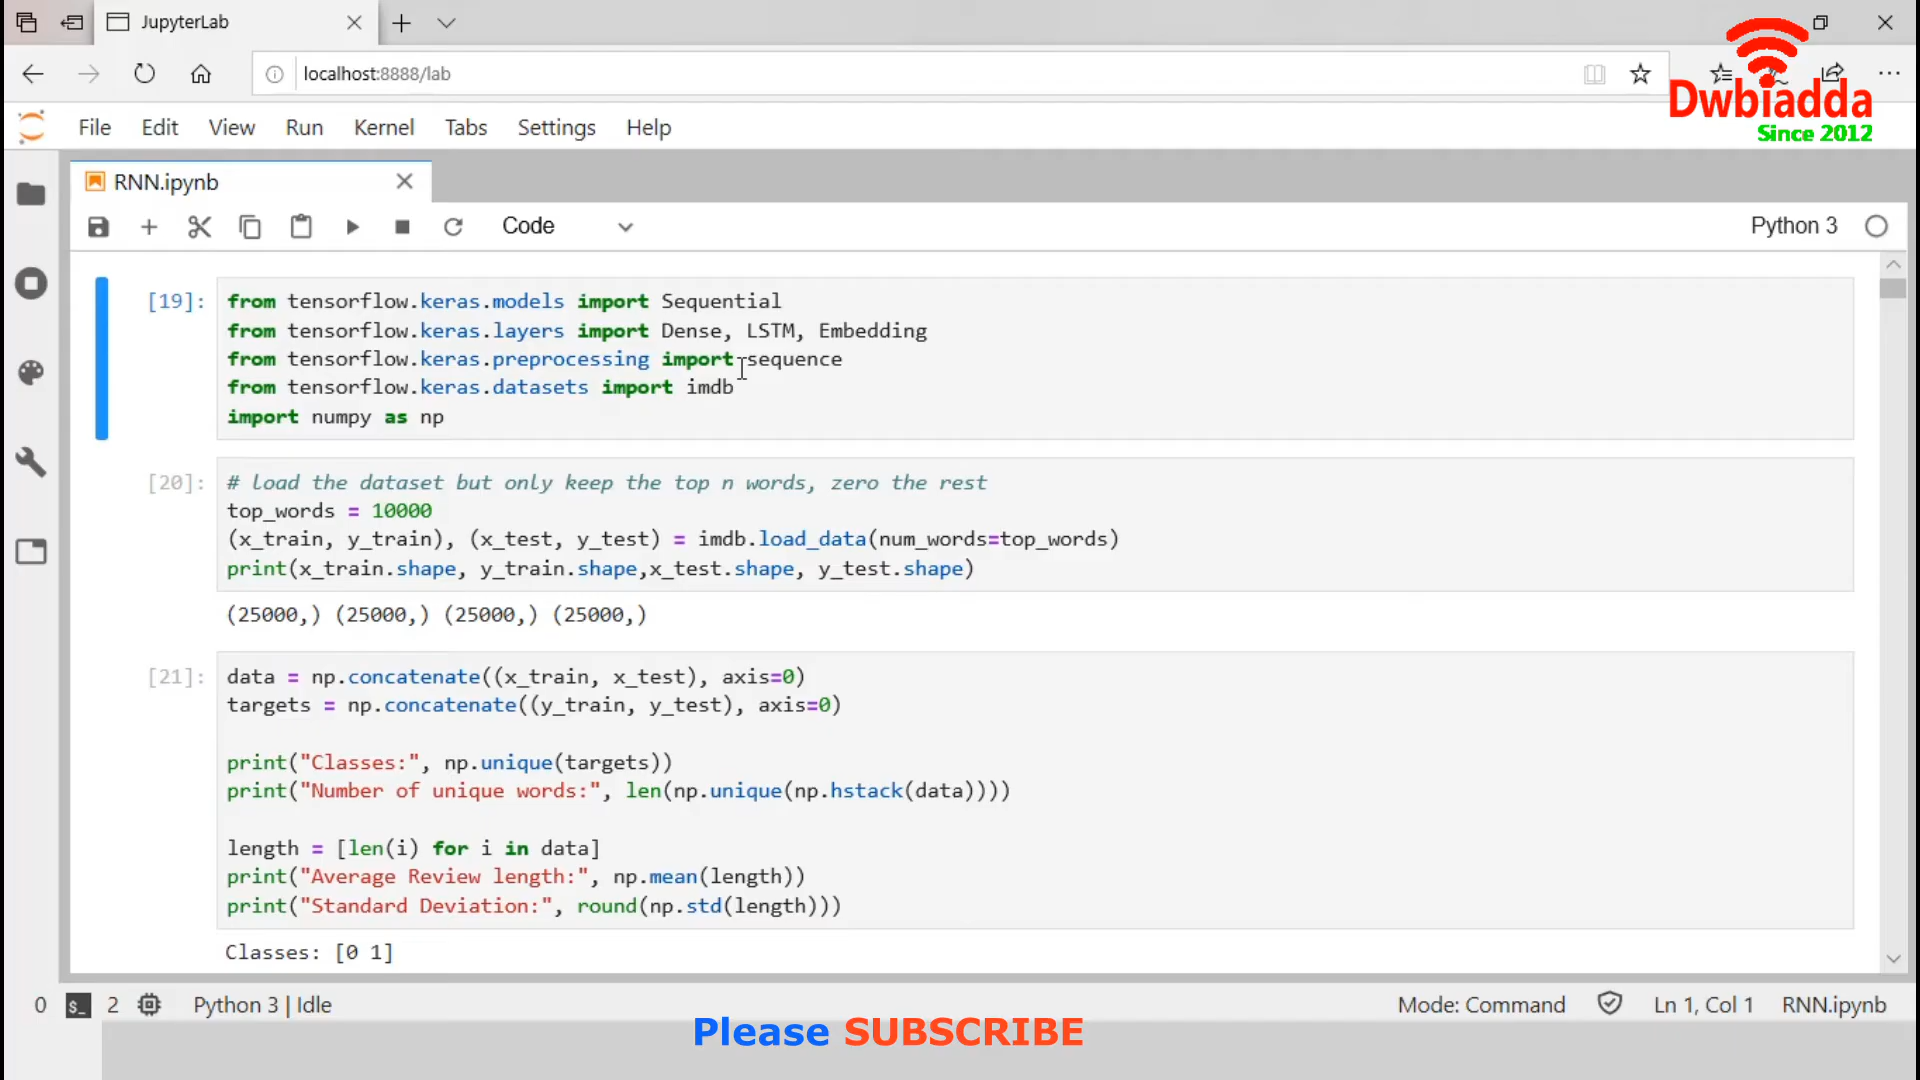 JupyterLab
localhost:8888/lab
Dwbiadda
Since 2012
File Edit View Run Kernel Tabs Settings Help
RNN.ipynb
Code
Python 3
[19]:
from tensorflow.keras.models import Sequential
from tensorflow.keras.layers import Dense, LSTM, Embedding
from tensorflow.keras.preprocessing import sequence
from tensorflow.keras.datasets import imdb
import numpy as np
[20]:
# load the dataset but only keep the top n words, zero the rest
top_words = 10000
(x_train, y_train), (x_test, y_test) = imdb.load_data(num_words=top_words)
print(x_train.shape, y_train.shape,x_test.shape, y_test.shape)
(25000,) (25000,) (25000,) (25000,)
[21]:
data = np.concatenate((x_train, x_test), axis=0)
targets = np.concatenate((y_train, y_test), axis=0)
print("Classes:", np.unique(targets))
print("Number of unique words:", len(np.unique(np.hstack(data))))
length = [len(i) for i in data]
print("Average Review length:", np.mean(length))
print("Standard Deviation:", round(np.std(length)))
Classes: [0 1]
0 $_ 2 Python 3 | Idle Mode: Command Ln 1, Col 1 RNN.ipynb
Please SUBSCRIBE